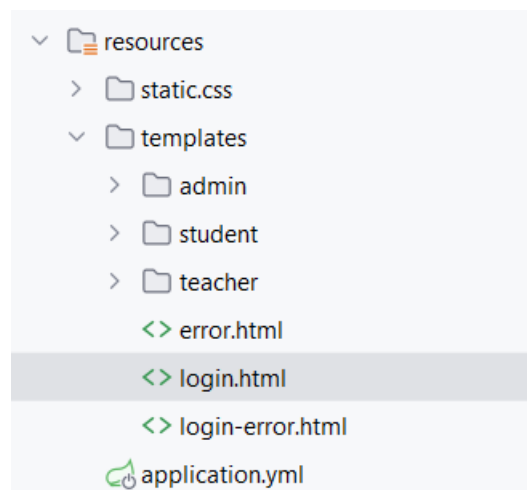 resources
static.css
templates
admin
student
teacher
error.html
login.html
login-error.html
application.yml